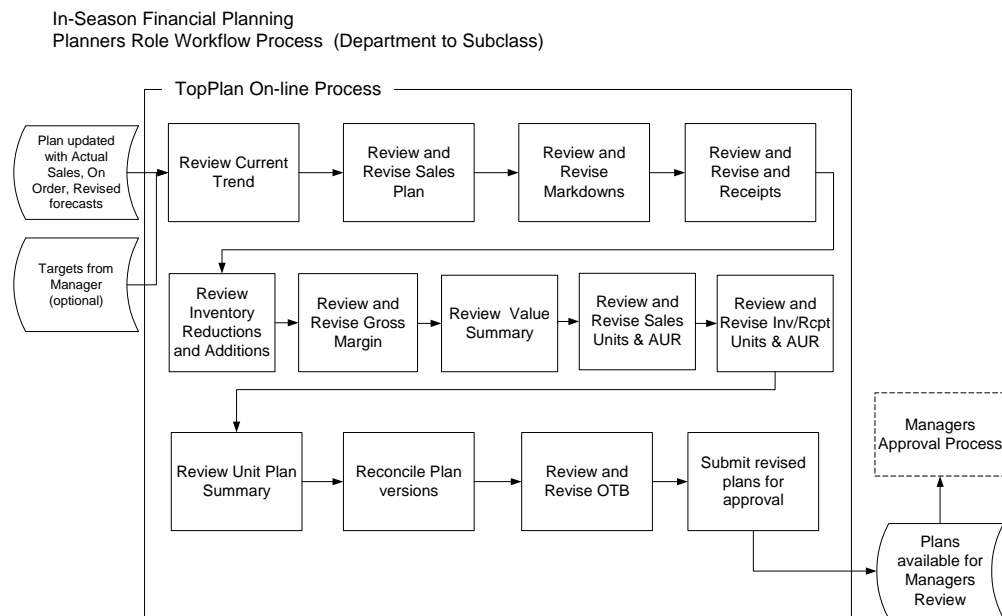 In-Season Financial Planning
Planners Role Workflow Process  (Department to Subclass)
TopPlan On-line Process
Plan updated
with Actual
Sales, On
Order, Revised
forecasts
Targets from
Manager
(optional)
Review Current
Trend
Review and
Revise Sales
Plan
Review and
Revise
Markdowns
Review and
Revise and
Receipts
Review
Inventory
Reductions
and Additions
Review and
Revise Gross
Margin
Review  Value
Summary
Review and
Revise Sales
Units & AUR
Review and
Revise Inv/Rcpt
Units & AUR
Review Unit Plan
Summary
Reconcile Plan
versions
Review and
Revise OTB
Submit revised
plans for
approval
Managers
Approval Process
Plans
available for
Managers
Review